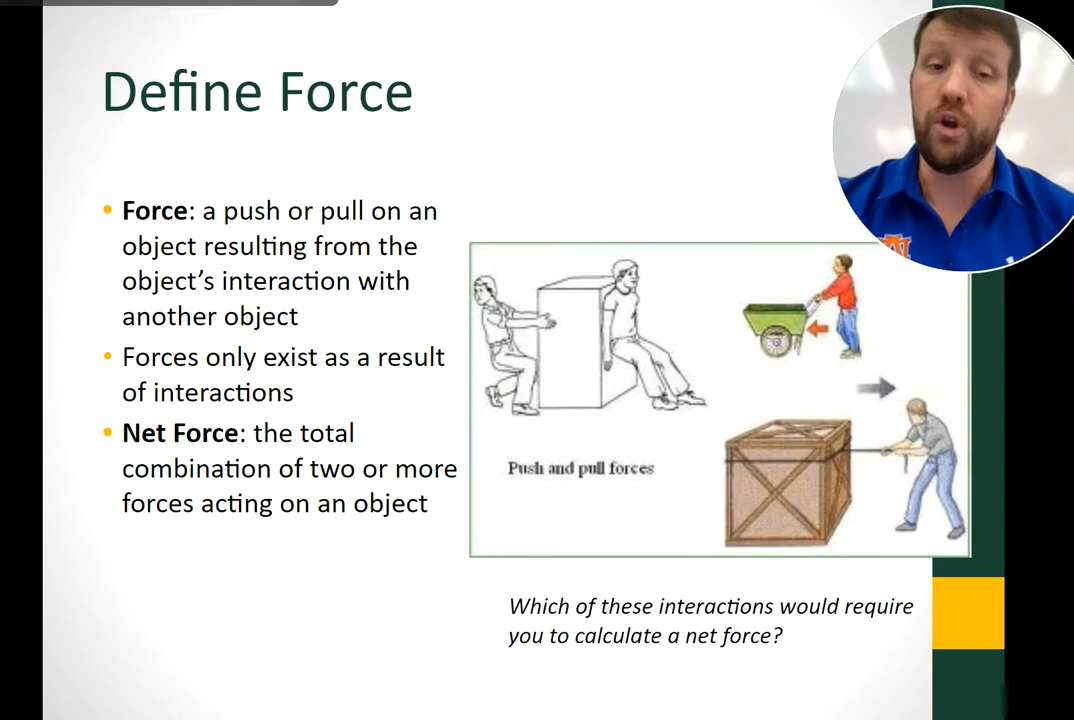 Define Force
• Force: a push or pull on an
object resulting from the
object’s interaction with
another object
• Forces only exist as a result
of interactions
• Net Force: the total
combination of two or more
forces acting on an object
Push and pull forces
Which of these interactions would require
you to calculate a net force?